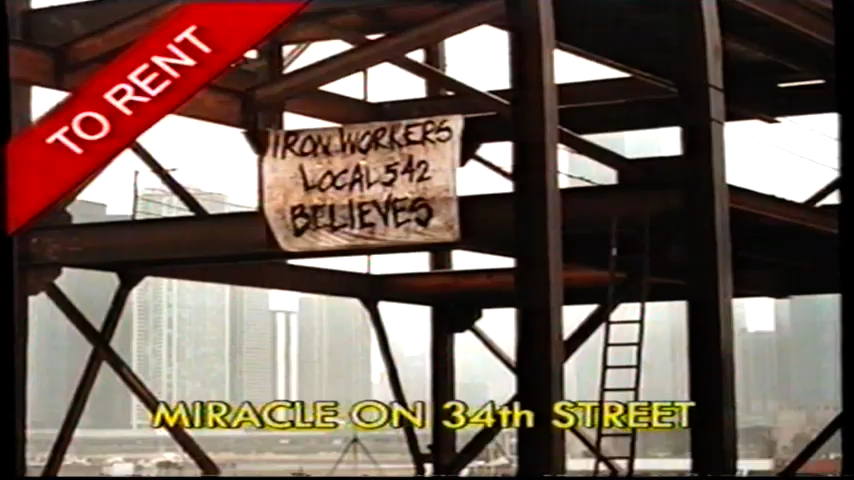 TO RENT
IRON WORKERS
LOCAL 542
BELIEVES
MIRACLE ON 34th STREET